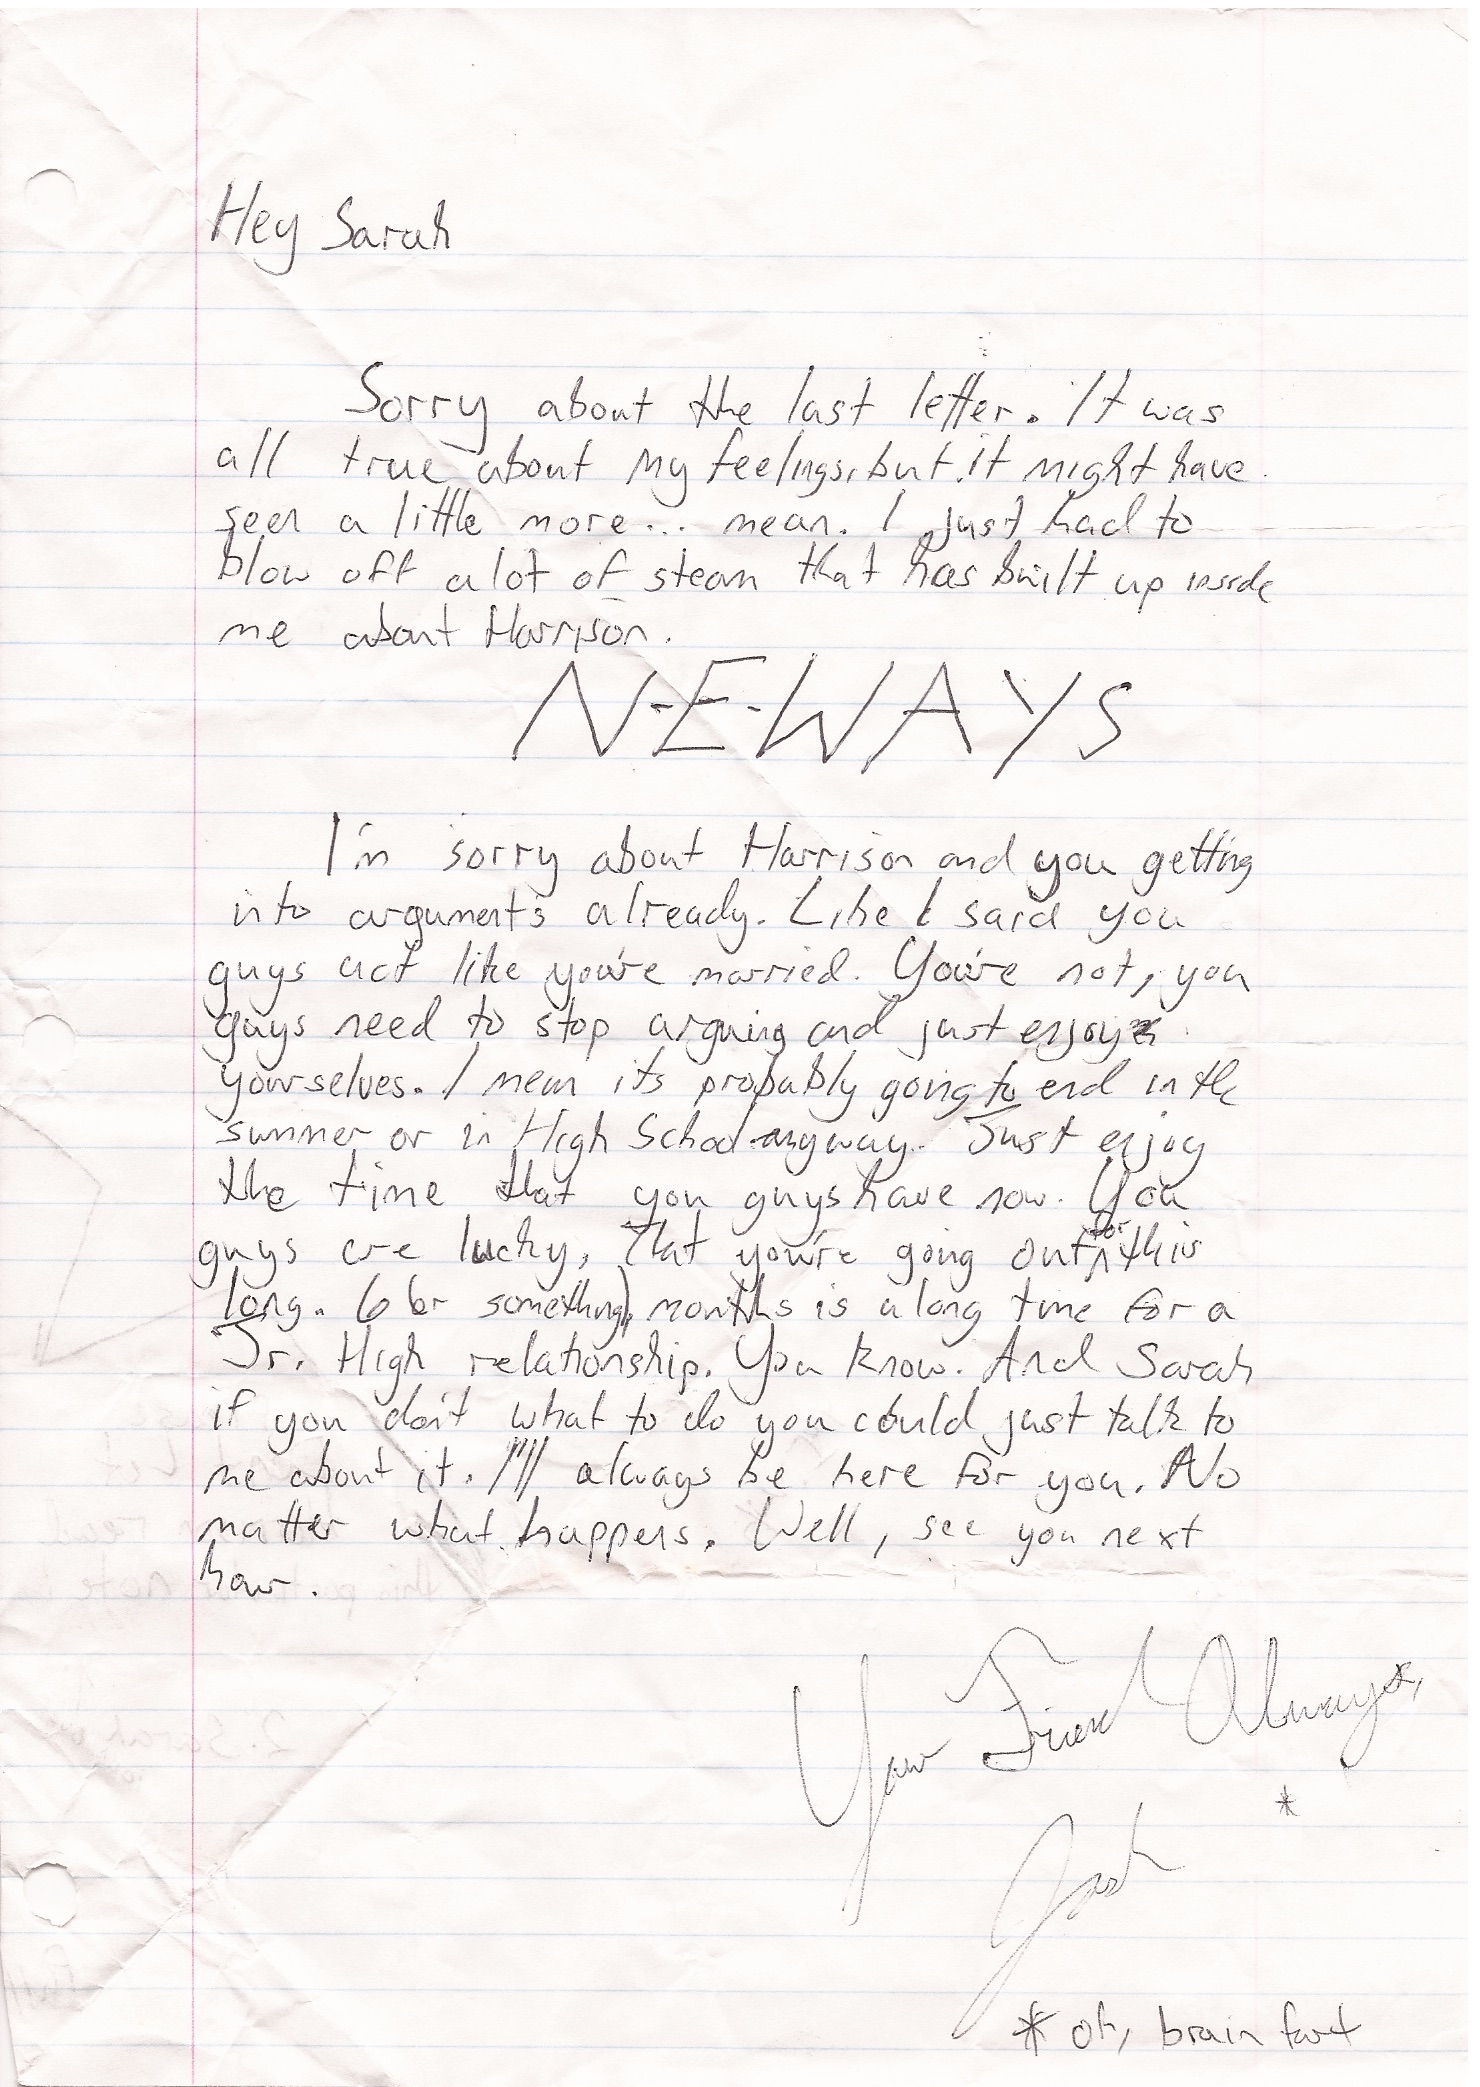 Hey Sarah
Sorry about the last letter. It was
all true about my feelings, but it might have
seen a little more... mean. I just had to
blow off alot of steam that has built up inside
me about Harrison.
N-E-WAYS
I'm sorry about Harrison and you getting
into arguments already. Like I said you
guys act like you're married. You're not, you
guys need to stop arguing and just enjoy
yourselves. I mean its probably going to end in the
summer or in High School anyway. Just enjoy
the time that you guys have now. You
guys are lucky, that you're going out for this
long. 6 (or something) months is a long time for a
Jr. High relationship. You know. And Sarah
if you don't what to do you could just talk to
me about it. I'll always be here for you. No
matter what happens. Well, see you next
hour.
Your Friend Always,
*
Josh
* oh, brain fart